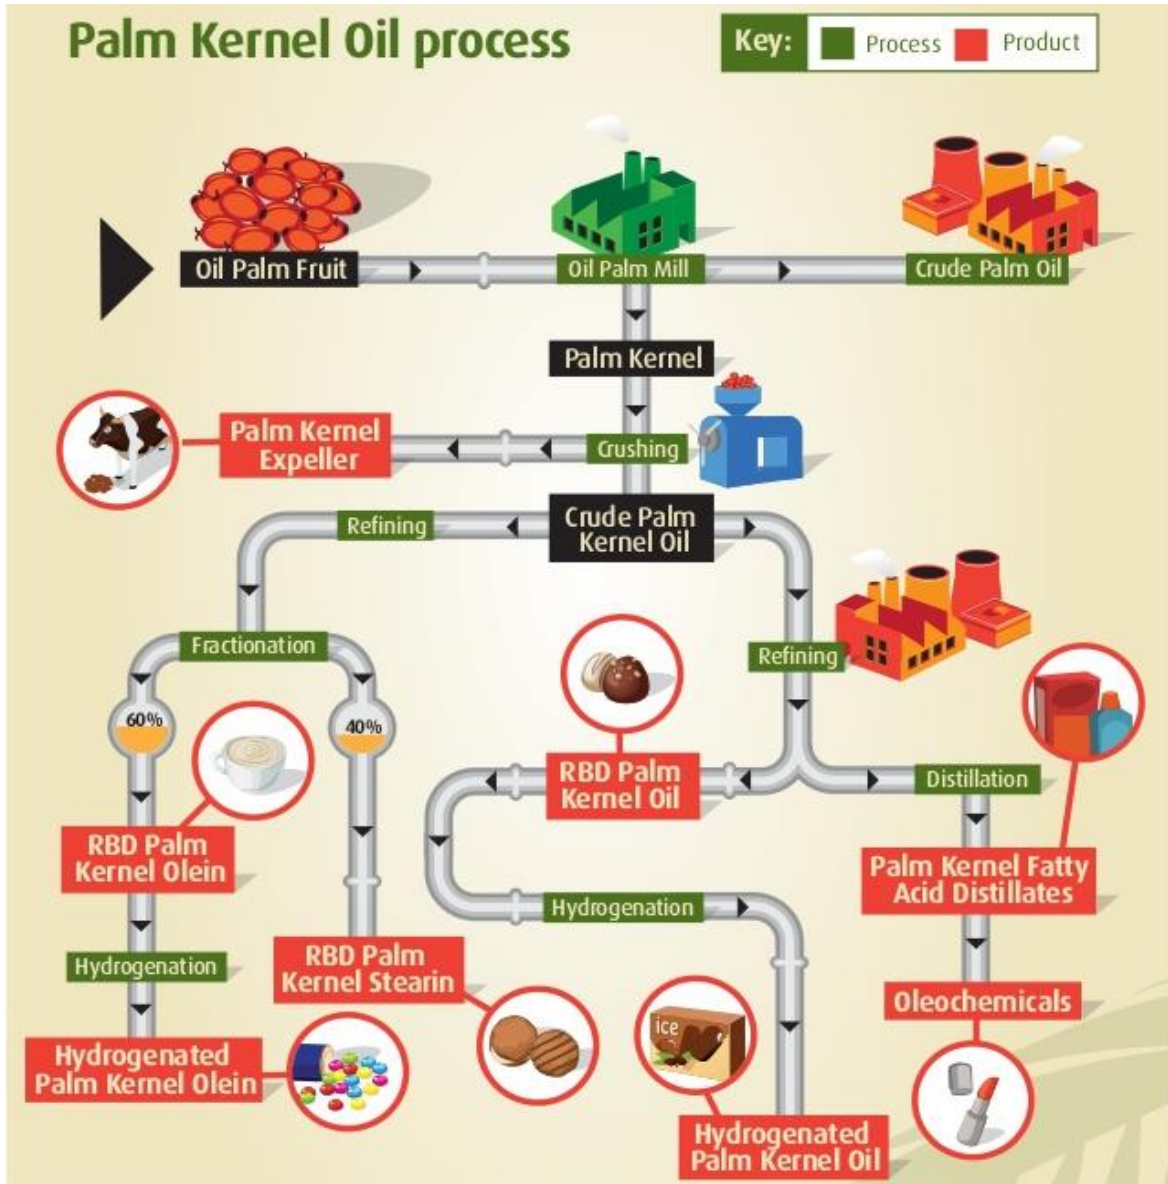 Palm Kernel Oil process
Key:
Process
Product
Oil Palm Fruit
Oil Palm Mill
Crude Palm Oil
Palm Kernel
Palm Kernel
Expeller
Crushing
Refining
Crude Palm
Kernel Oil
Fractionation
Refining
60%
40%
RBD Palm
Kernel Oil
Distillation
RBD Palm
Kernel Olein
Palm Kernel Fatty
Acid Distillates
Hydrogenation
Hydrogenation
RBD Palm
Kernel Stearin
Oleochemicals
ice
Hydrogenated
Palm Kernel Olein
Hydrogenated
Palm Kernel Oil